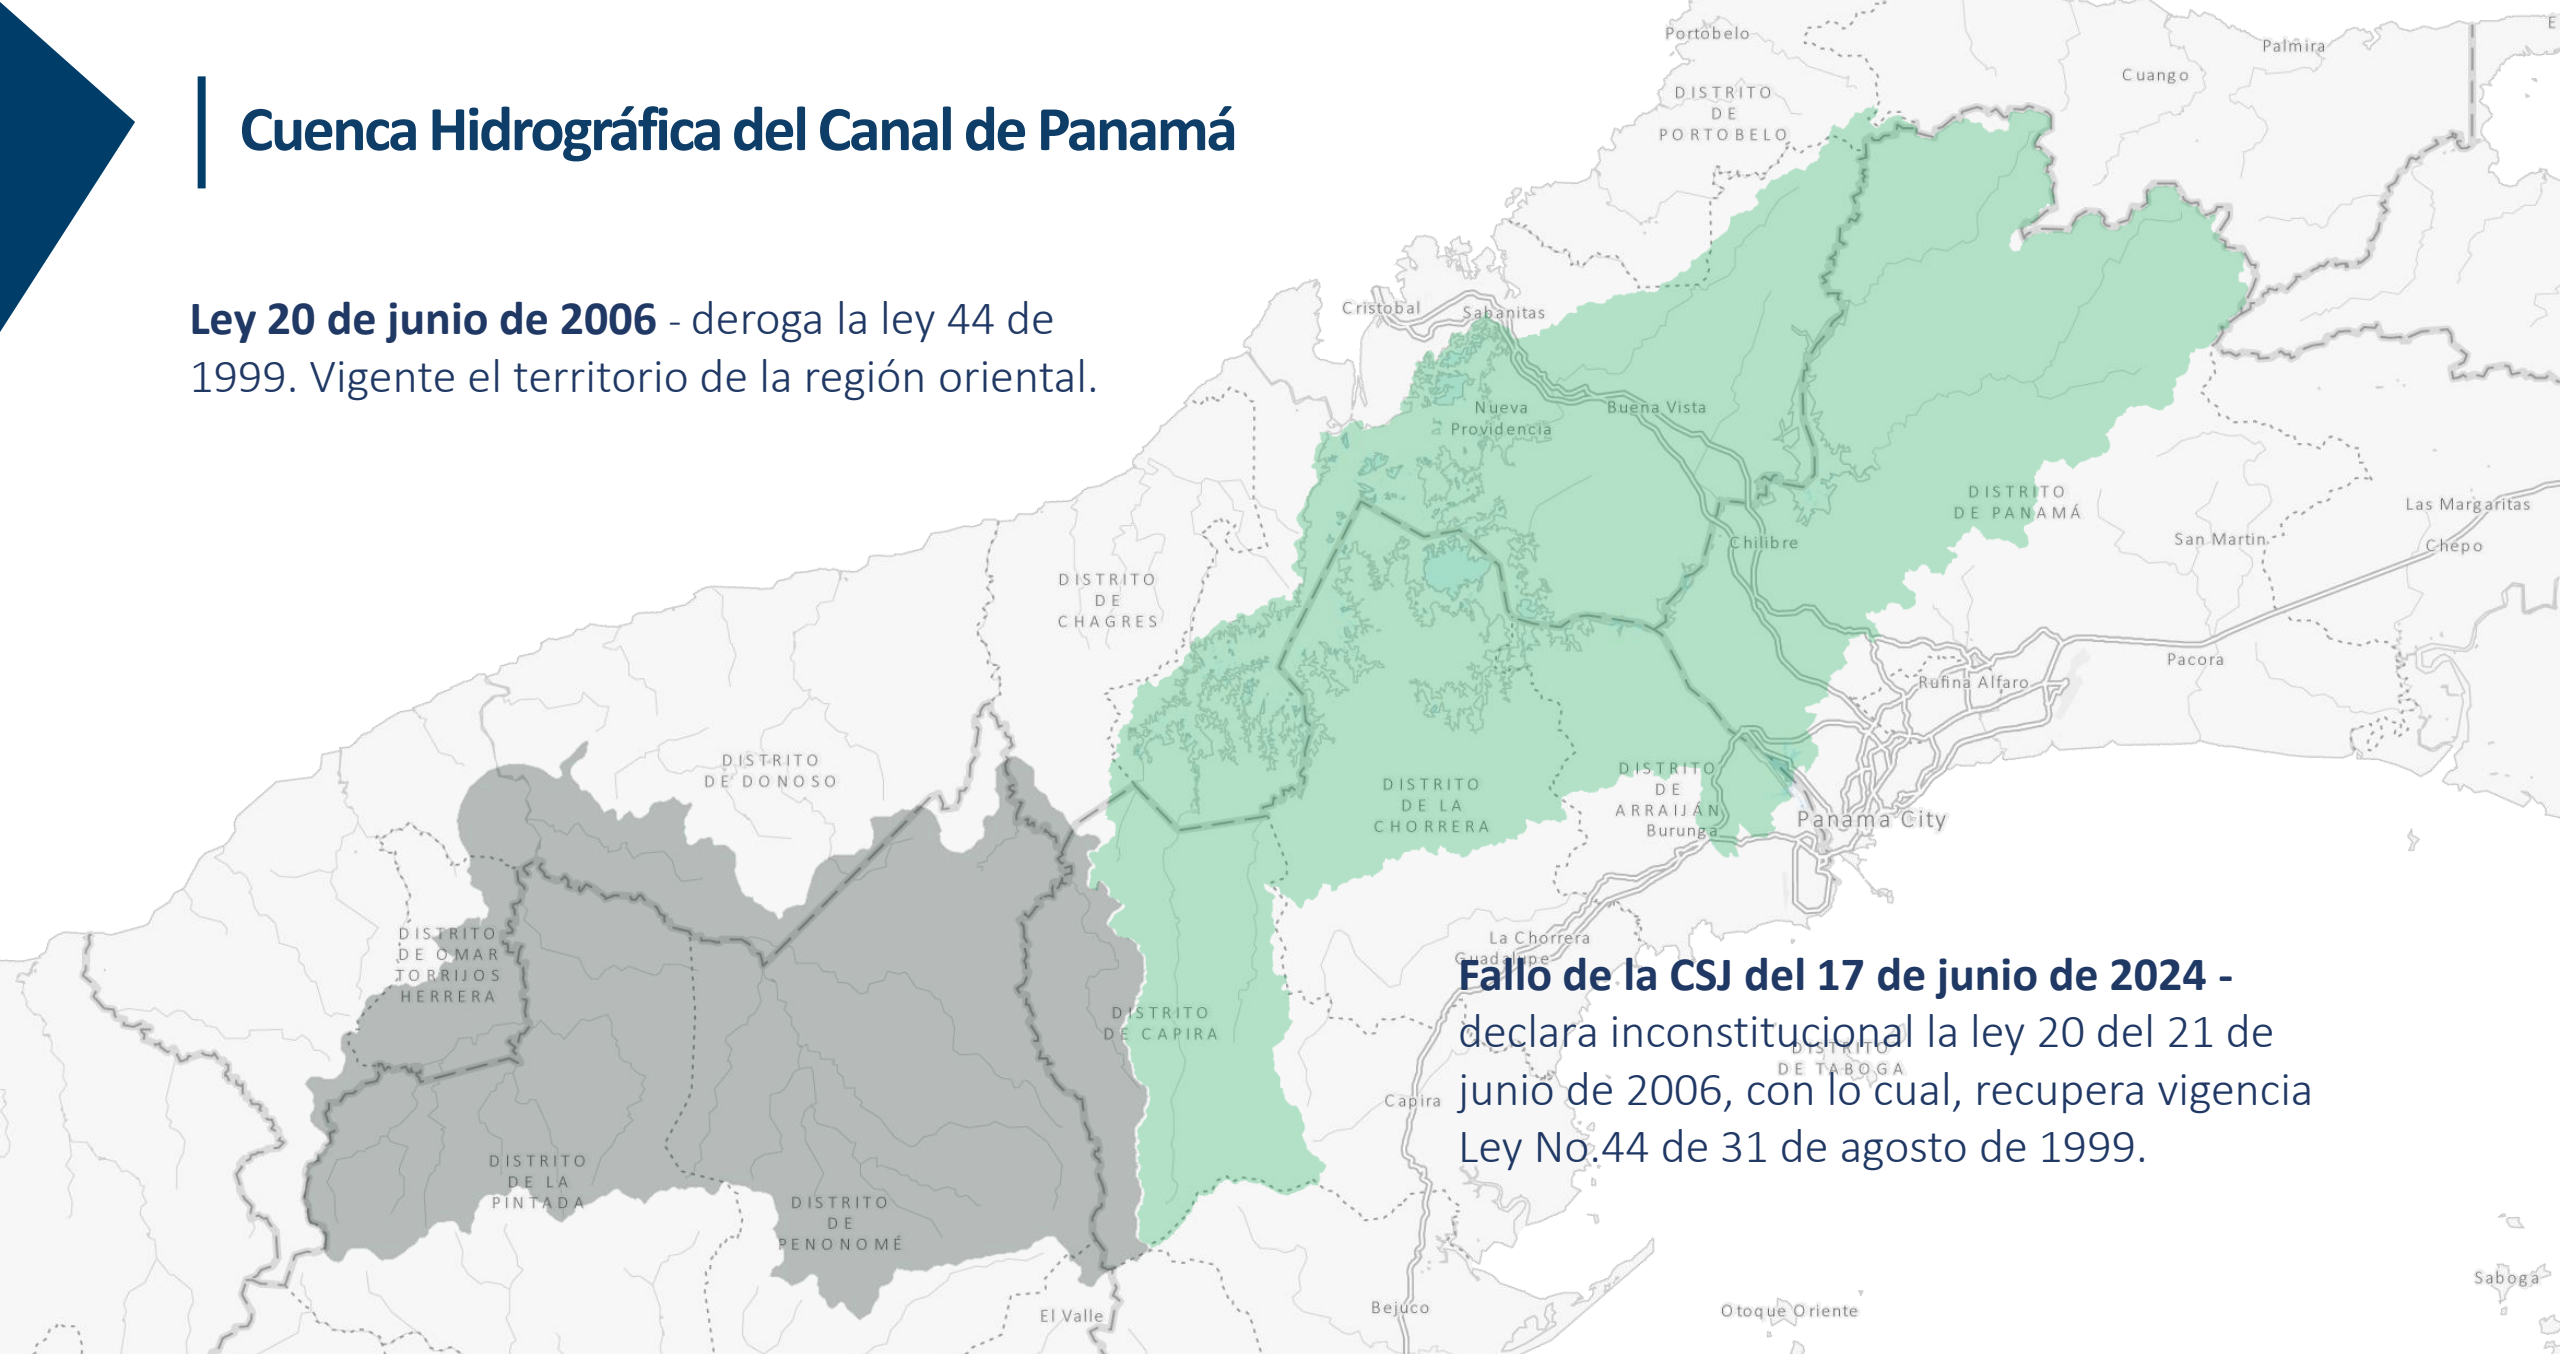 Cuenca Hidrográfica del Canal de Panamá
Ley 20 de junio de 2006 - deroga la ley 44 de
1999. Vigente el territorio de la región oriental.
Portobelo
Palmira
Cuango
DISTRITO
DE
PORTOBELO
Cristobal
Sabanitas
Nueva
Providencia
Buena Vista
DISTRITO
DE PANAMÁ
Las Margaritas
San Martin
Chepo
Chilibre
DISTRITO
DE
CHAGRES
Pacora
Rufina Alfaro
DISTRITO
DE DONOSO
DISTRITO
DE LA
CHORRERA
DISTRITO
DE
ARRAIJÁN
Burunga
Panama City
DISTRITO
DE OMAR
TORRIJOS
HERRERA
La Chorrera
Guadalupe
Fallo de la CSJ del 17 de junio de 2024 -
declara inconstitucional la ley 20 del 21 de
junio de 2006, con lo cual, recupera vigencia
Ley No.44 de 31 de agosto de 1999.
DISTRITO
DE CAPIRA
DISTRITO
DE TABOGA
Capira
DISTRITO
DE LA
PINTADA
DISTRITO
DE
PENONOMÉ
El Valle
Bejuco
Otoque Oriente
Saboga